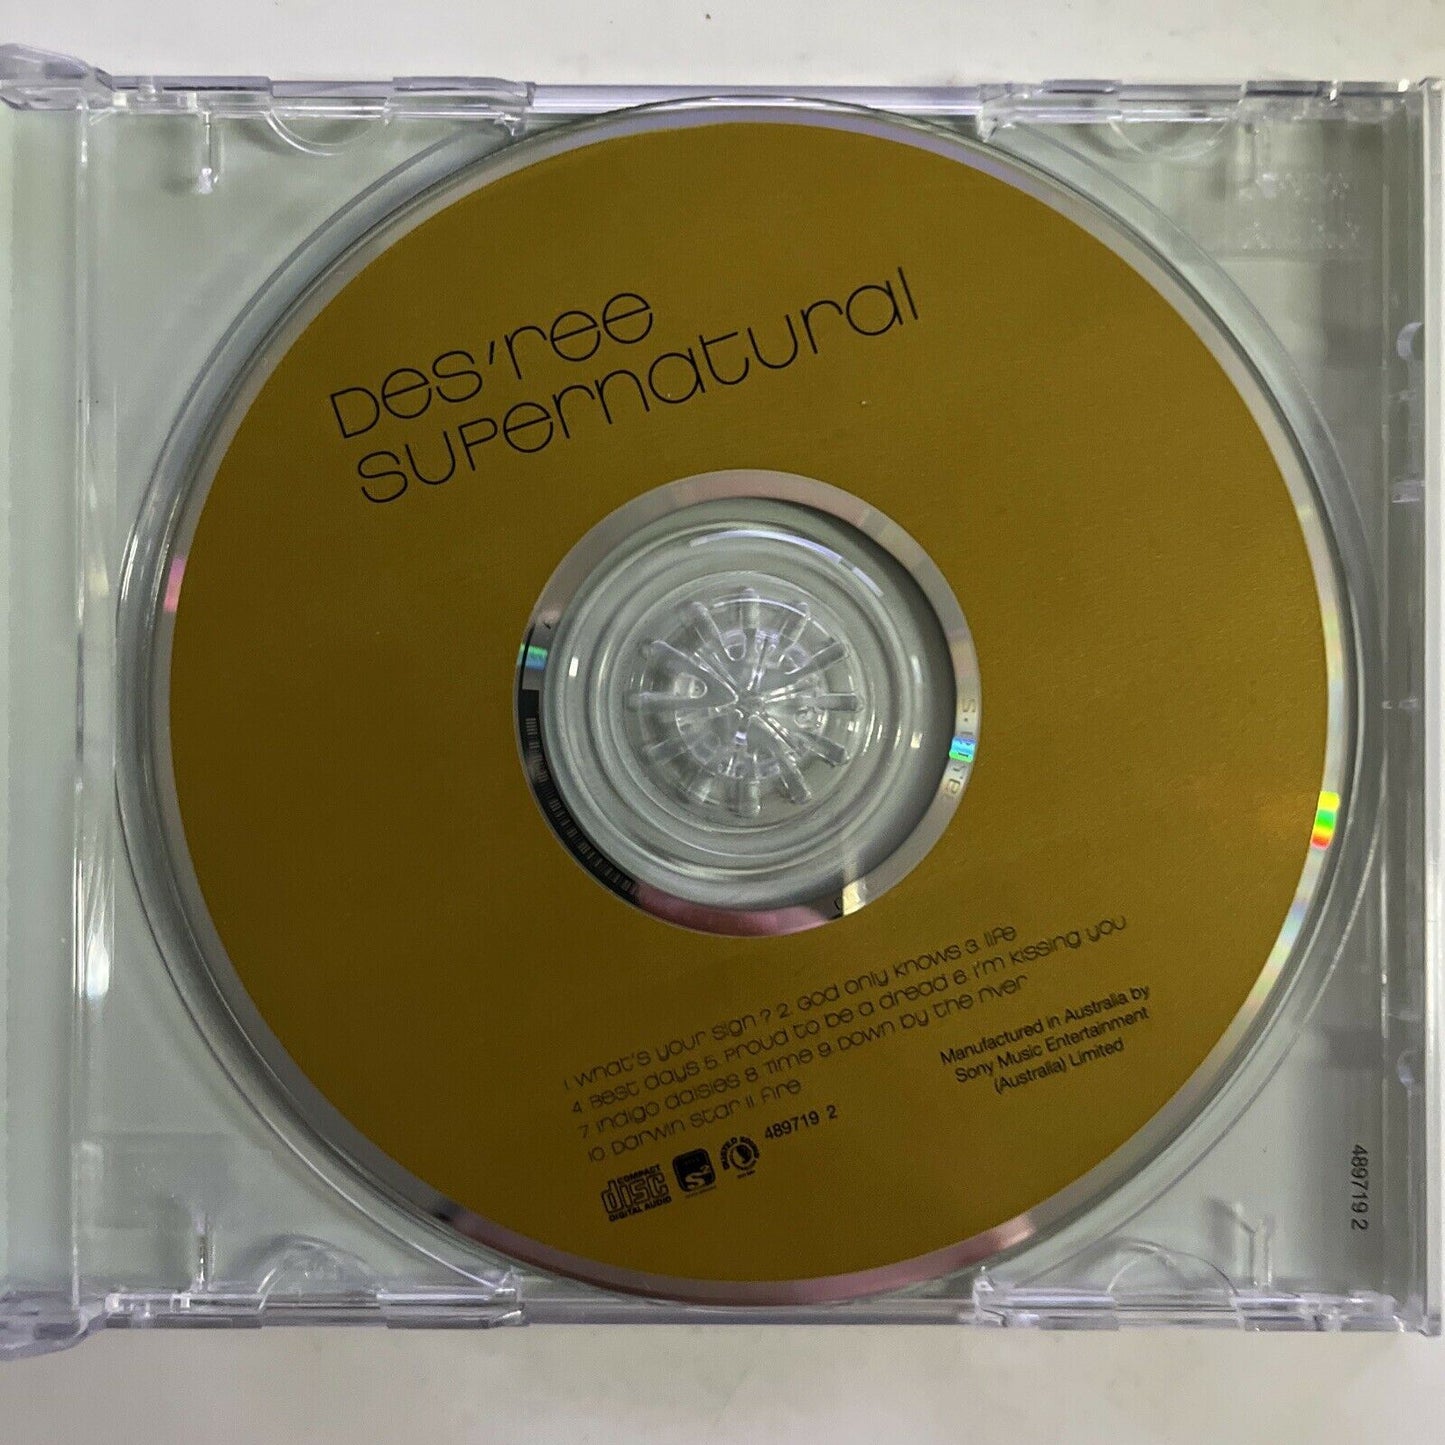 Des'ree
Supernatural
1. What's your sign? 2. God only knows 3. life
4. Best days 5. Proud to be a dread 6. I'm kissing you
7. Indigo daisies 8. Time 9. Down by the river
10. Darwin star 11. Fire
Manufactured in Australia by
Sony Music Entertainment
(Australia) Limited
COMPACT
disc
DIGITAL AUDIO
S2
489719 2
489719 2